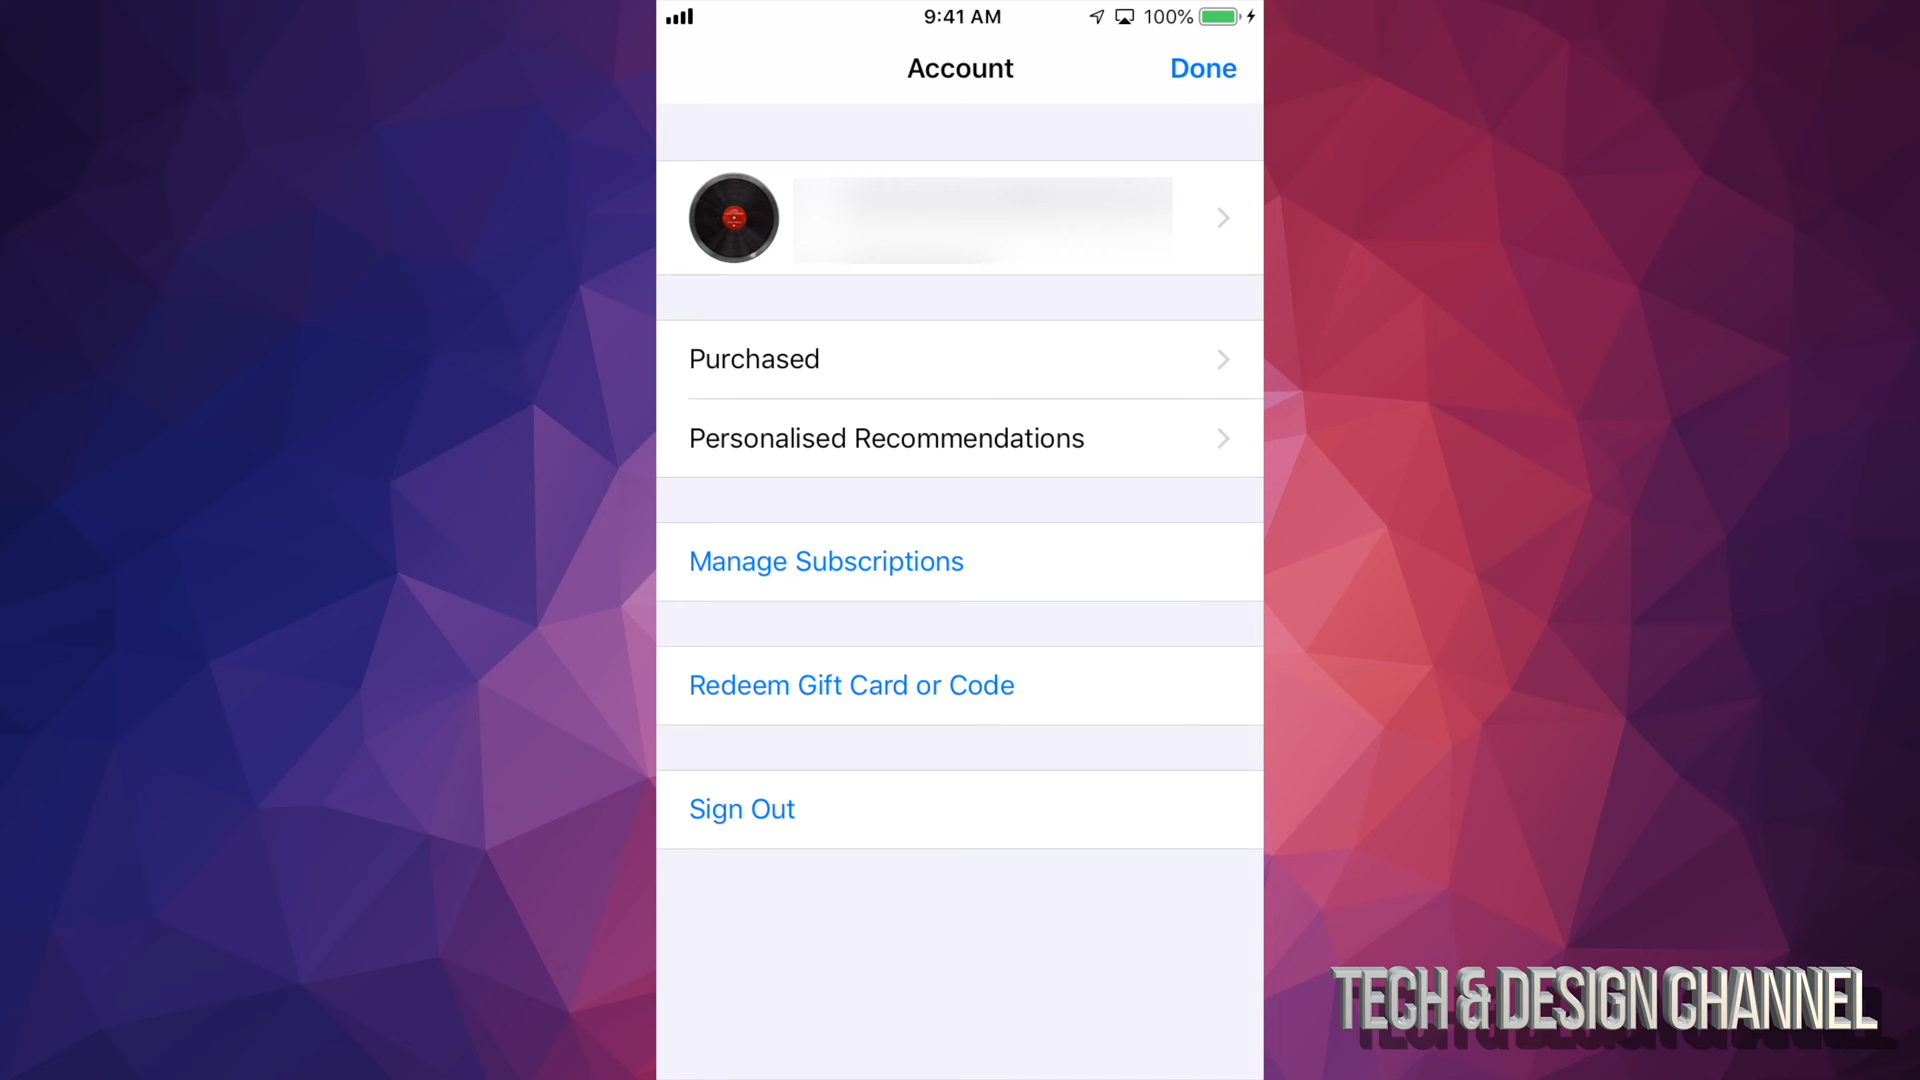 9:41 AM
100%
Account
Done
Purchased
Personalised Recommendations
Manage Subscriptions
Redeem Gift Card or Code
Sign Out
TECH & DESIGN CHANNEL